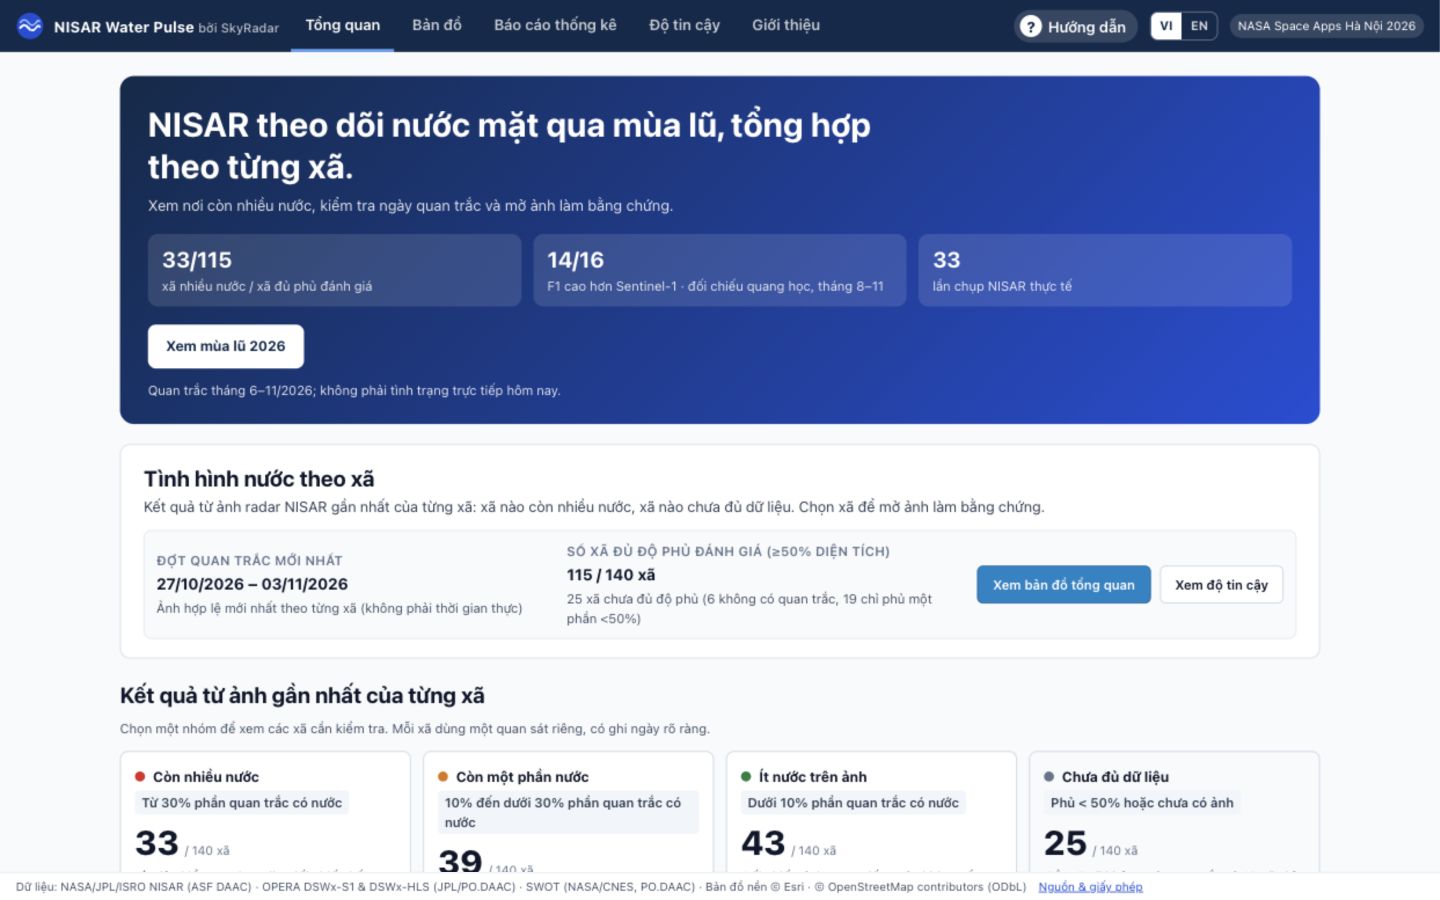 NISAR Water Pulse bởi SkyRadar
Tổng quan
Bản đồ
Báo cáo thống kê
Độ tin cậy
Giới thiệu
? Hướng dẫn
VI EN
NASA Space Apps Hà Nội 2026
NISAR theo dõi nước mặt qua mùa lũ, tổng hợp
theo từng xã.
Xem nơi còn nhiều nước, kiểm tra ngày quan trắc và mở ảnh làm bằng chứng.
33/115
xã nhiều nước / xã đủ phủ đánh giá
14/16
F1 cao hơn Sentinel-1 · đối chiếu quang học, tháng 8–11
33
lần chụp NISAR thực tế
Xem mùa lũ 2026
Quan trắc tháng 6–11/2026; không phải tình trạng trực tiếp hôm nay.
Tình hình nước theo xã
Kết quả từ ảnh radar NISAR gần nhất của từng xã: xã nào còn nhiều nước, xã nào chưa đủ dữ liệu. Chọn xã để mở ảnh làm bằng chứng.
ĐỢT QUAN TRẮC MỚI NHẤT
27/10/2026 – 03/11/2026
Ảnh hợp lệ mới nhất theo từng xã (không phải thời gian thực)
SỐ XÃ ĐỦ ĐỘ PHỦ ĐÁNH GIÁ (≥50% DIỆN TÍCH)
115 / 140 xã
25 xã chưa đủ độ phủ (6 không có quan trắc, 19 chỉ phủ một
phần <50%)
Xem bản đồ tổng quan
Xem độ tin cậy
Kết quả từ ảnh gần nhất của từng xã
Chọn một nhóm để xem các xã cần kiểm tra. Mỗi xã dùng một quan sát riêng, có ghi ngày rõ ràng.
Còn nhiều nước
Từ 30% phần quan trắc có nước
33 / 140 xã
Còn một phần nước
10% đến dưới 30% phần quan trắc có
nước
39 / 140 xã
Ít nước trên ảnh
Dưới 10% phần quan trắc có nước
43 / 140 xã
Chưa đủ dữ liệu
Phủ < 50% hoặc chưa có ảnh
25 / 140 xã
Dữ liệu: NASA/JPL/ISRO NISAR (ASF DAAC) · OPERA DSWx-S1 & DSWx-HLS (JPL/PO.DAAC) · SWOT (NASA/CNES, PO.DAAC) · Bản đồ nền © Esri · © OpenStreetMap contributors (ODbL) Nguồn & giấy phép